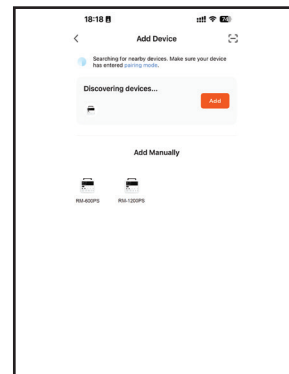 18:18
Add Device
Searching for nearby devices. Make sure your device
has entered pairing mode.
Discovering devices...
Add
Add Manually
RM-600PS RM-1200PS